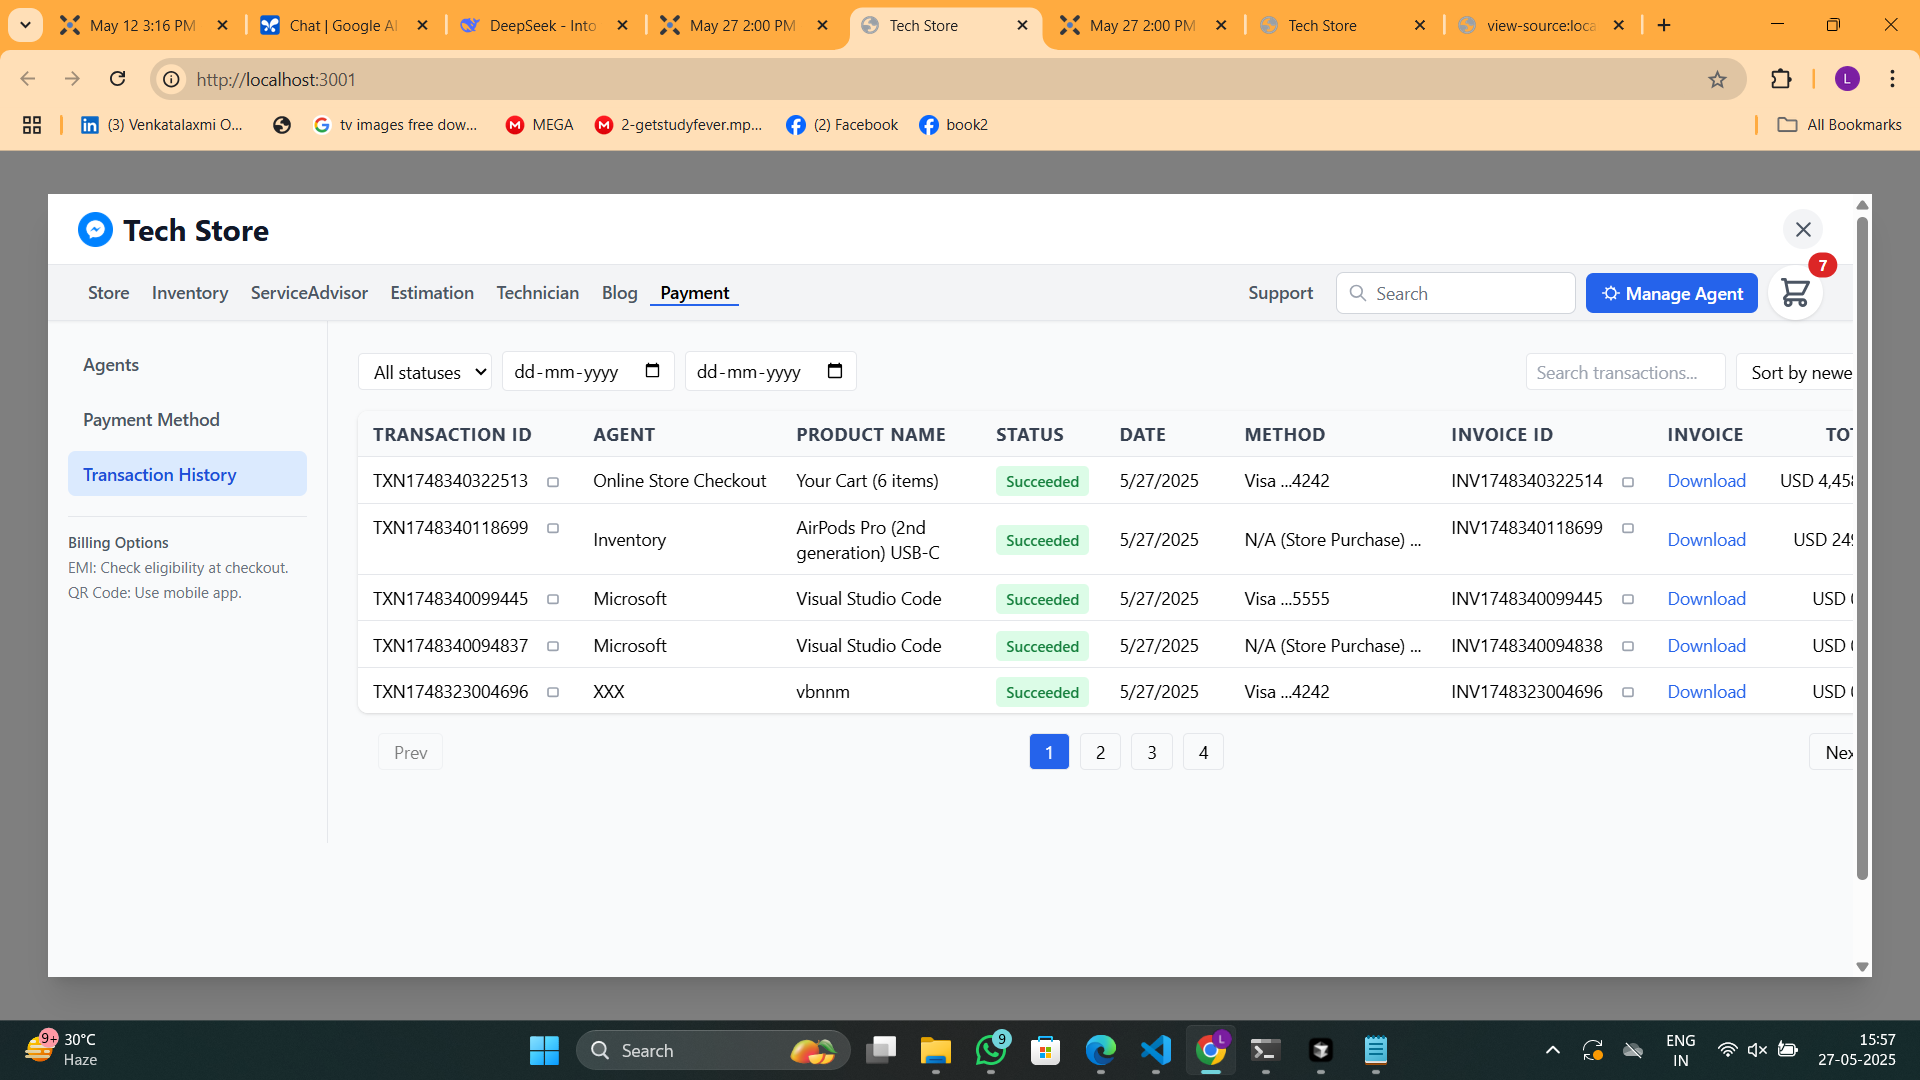 May 12 3:16 PM
Chat | Google AI
DeepSeek - Into
May 27 2:00 PM
Tech Store
May 27 2:00 PM
Tech Store
view-source:loca
http://localhost:3001
L
(3) Venkatalaxmi O...
tv images free dow...
MEGA
2-getstudyfever.mp...
(2) Facebook
book2
All Bookmarks
Tech Store
7
Store Inventory ServiceAdvisor Estimation Technician Blog Payment Support Search Manage Agent
Agents
Payment Method
Transaction History
Billing Options
EMI: Check eligibility at checkout.
QR Code: Use mobile app.
All statuses dd-mm-yyyy dd-mm-yyyy Search transactions... Sort by newe
TRANSACTION ID AGENT PRODUCT NAME STATUS DATE METHOD INVOICE ID INVOICE TOT
TXN1748340322513 Online Store Checkout Your Cart (6 items) Succeeded 5/27/2025 Visa ...4242 INV1748340322514 Download USD 4,458
TXN1748340118699 Inventory AirPods Pro (2nd generation) USB-C Succeeded 5/27/2025 N/A (Store Purchase) ... INV1748340118699 Download USD 249
TXN1748340099445 Microsoft Visual Studio Code Succeeded 5/27/2025 Visa ...5555 INV1748340099445 Download USD 0
TXN1748340094837 Microsoft Visual Studio Code Succeeded 5/27/2025 N/A (Store Purchase) ... INV1748340094838 Download USD 0
TXN1748323004696 XXX vbnnm Succeeded 5/27/2025 Visa ...4242 INV1748323004696 Download USD 0
Prev 1 2 3 4 Nex
9+
30°C
Haze
Search
9
L
ENG
IN
15:57
27-05-2025